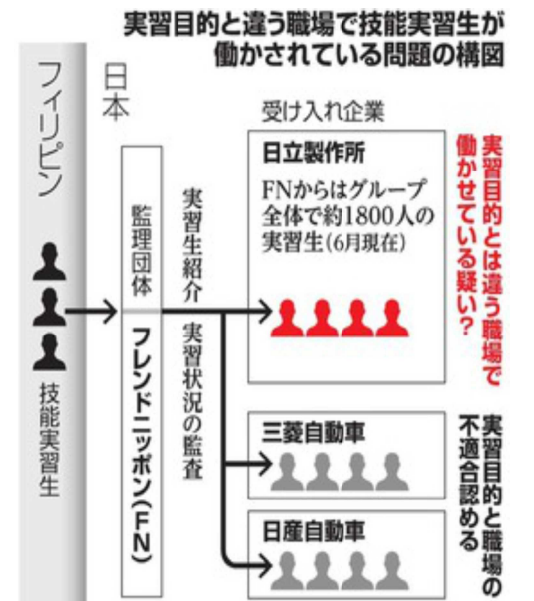 実習目的と違う職場で技能実習生が
働かされている問題の構図
フィリピン
技能実習生
日本
監理団体
フレンドニッポン(FN)
実習生紹介
実習状況の監査
受け入れ企業
日立製作所
FNからはグループ
全体で約1800人の
実習生(6月現在)
実習目的とは違う職場で
働かせている疑い?
三菱自動車
日産自動車
実習目的と職場の
不適合認める